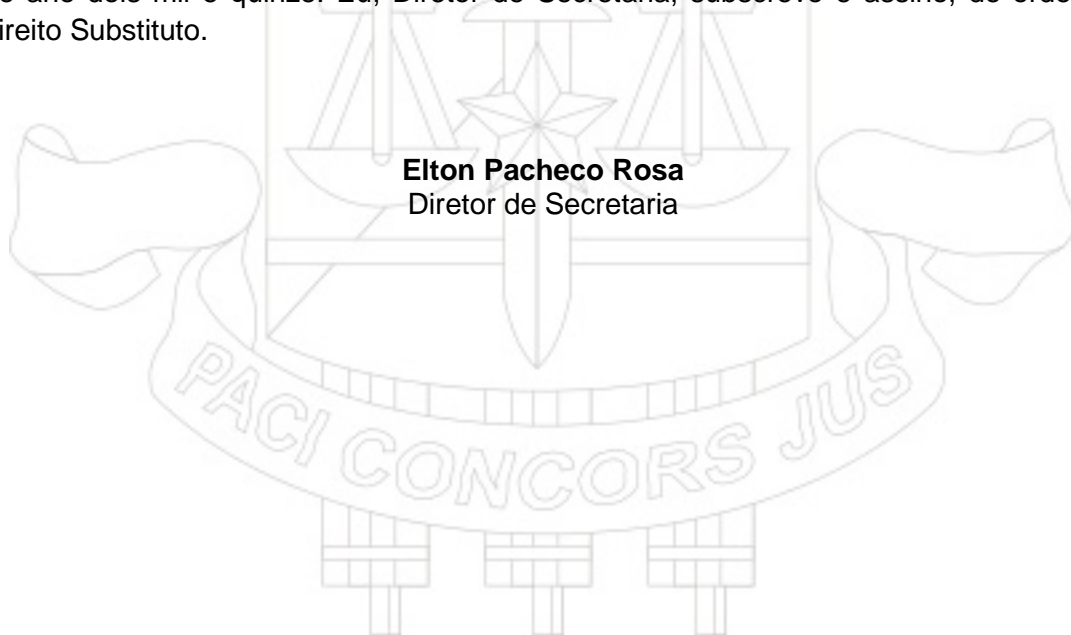 ano dois mil e quinze. Eu, Diretor de Secretaria, subscrevo e assino, de
ireito Substituto.
Elton Pacheco Rosa
Diretor de Secretaria
PACI CONCORS JUS